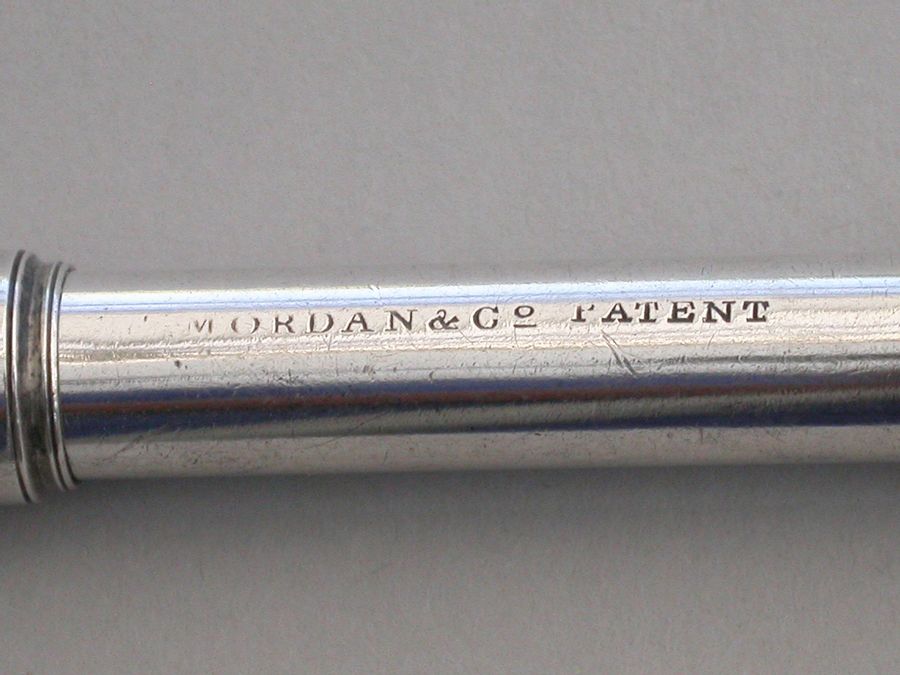 MORDAN & Cº PATENT